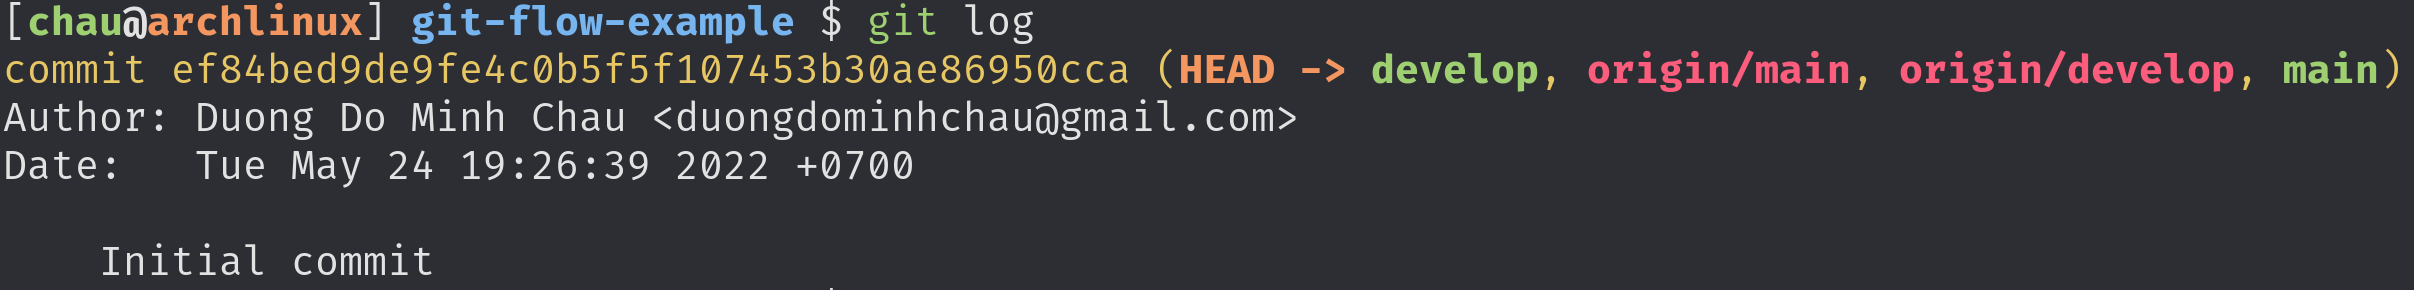 [chau@archlinux] git-flow-example $ git log
commit ef84bed9de9fe4c0b5f5f107453b30ae86950cca (HEAD -> develop, origin/main, origin/develop, main)
Author: Duong Do Minh Chau <duongdominhchau@gmail.com>
Date:   Tue May 24 19:26:39 2022 +0700
    Initial commit